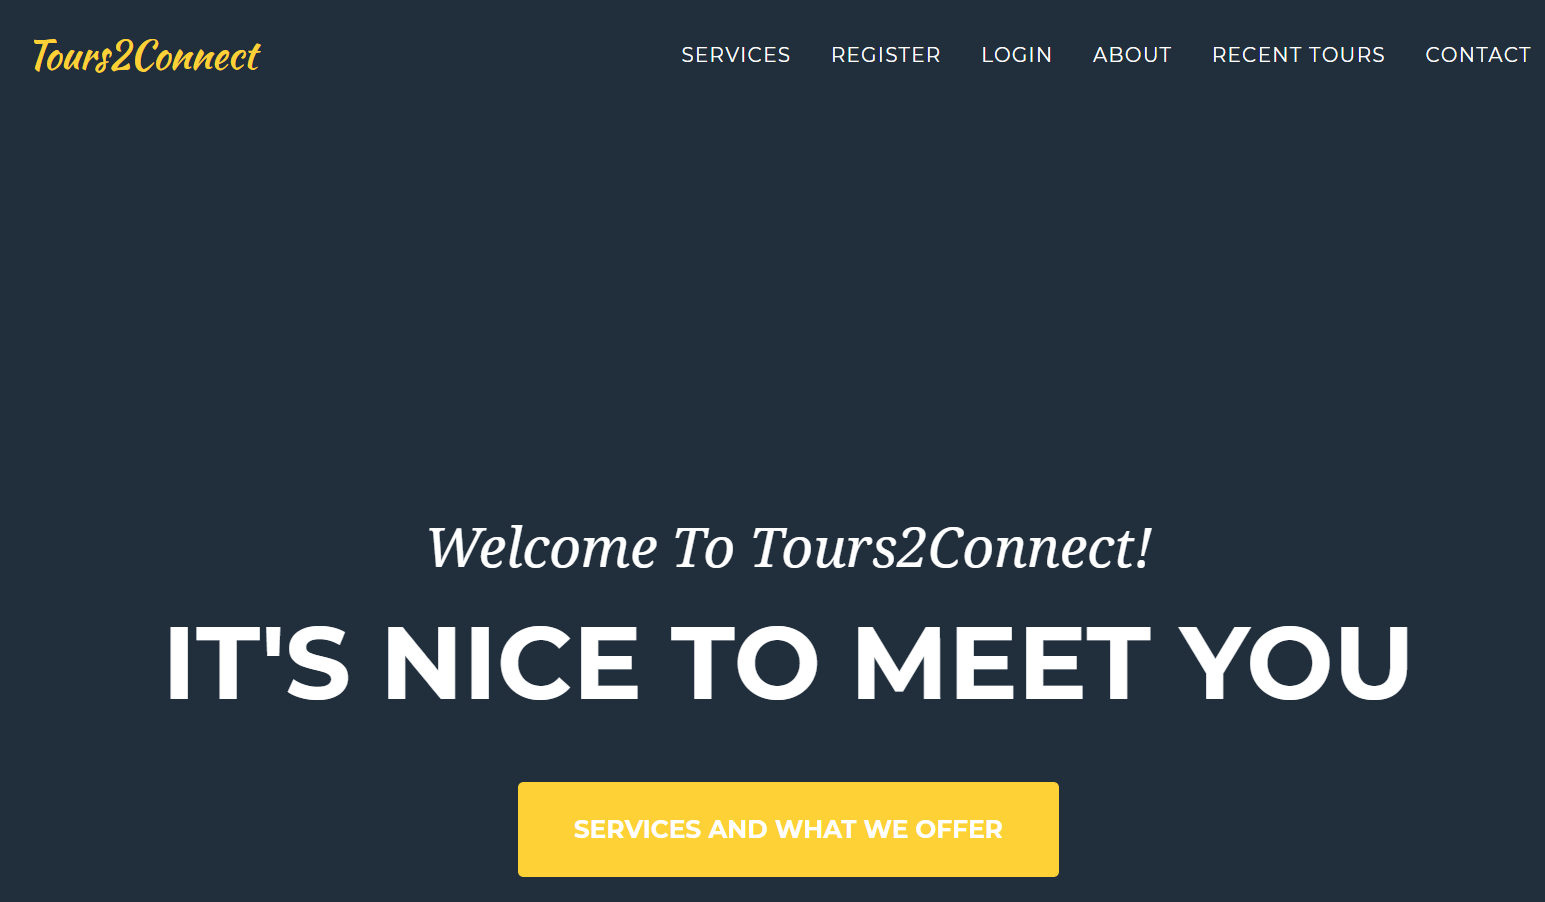 Tours2Connect
SERVICES REGISTER LOGIN ABOUT RECENT TOURS CONTACT
Welcome To Tours2Connect!
IT'S NICE TO MEET YOU
SERVICES AND WHAT WE OFFER